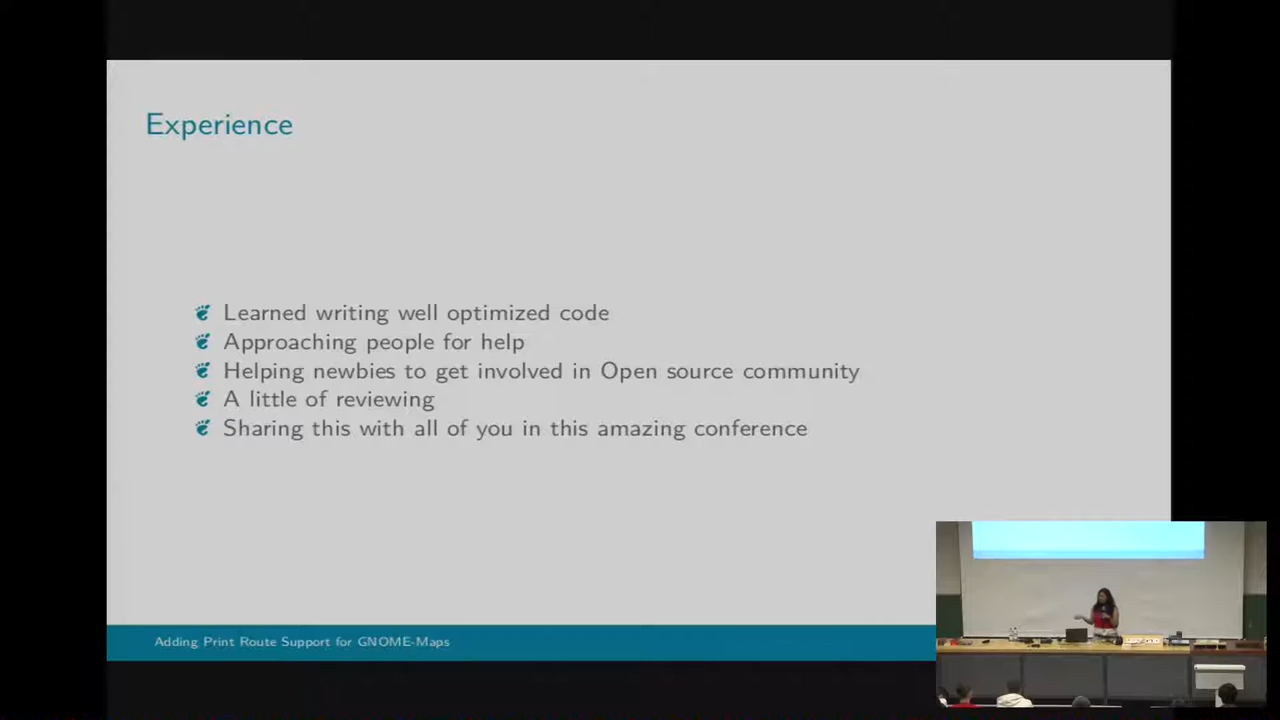 Experience
Learned writing well optimized code
Approaching people for help
Helping newbies to get involved in Open source community
A little of reviewing
Sharing this with all of you in this amazing conference
Adding Print Route Support for GNOME-Maps